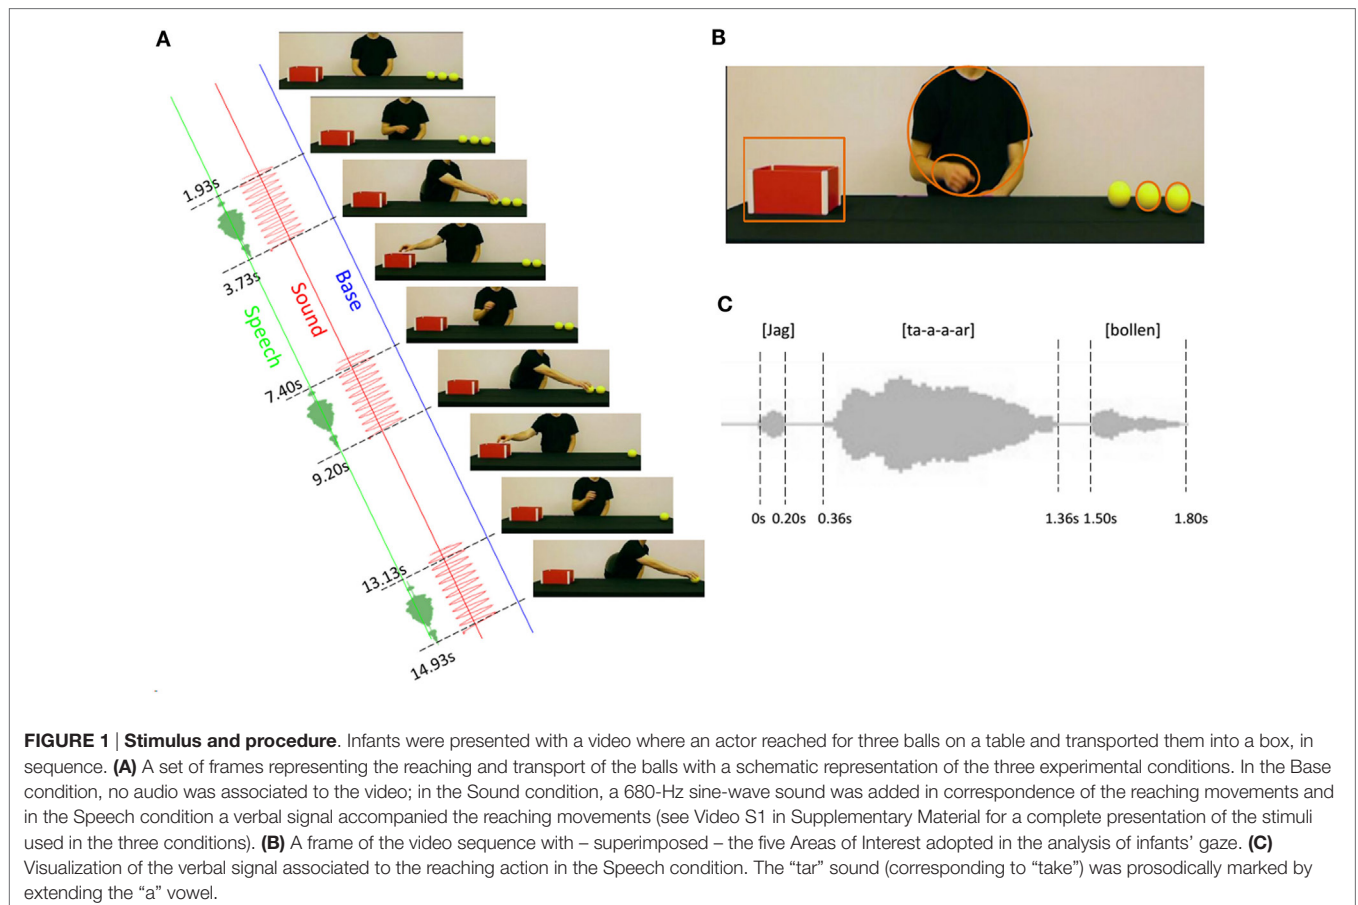 A
B
1.93s
3.73s
Base
Sound
Speech
7.40s
9.20s
13.13s
14.93s
C
[Jag] [ta-a-a-ar] [bollen]
0s 0.20s 0.36s 1.36s 1.50s 1.80s
FIGURE 1 | Stimulus and procedure. Infants were presented with a video where an actor reached for three balls on a table and transported them into a box, in
sequence. (A) A set of frames representing the reaching and transport of the balls with a schematic representation of the three experimental conditions. In the Base
condition, no audio was associated to the video; in the Sound condition, a 680-Hz sine-wave sound was added in correspondence of the reaching movements and
in the Speech condition a verbal signal accompanied the reaching movements (see Video S1 in Supplementary Material for a complete presentation of the stimuli
used in the three conditions). (B) A frame of the video sequence with – superimposed – the five Areas of Interest adopted in the analysis of infants’ gaze. (C)
Visualization of the verbal signal associated to the reaching action in the Speech condition. The “tar” sound (corresponding to “take”) was prosodically marked by
extending the “a” vowel.